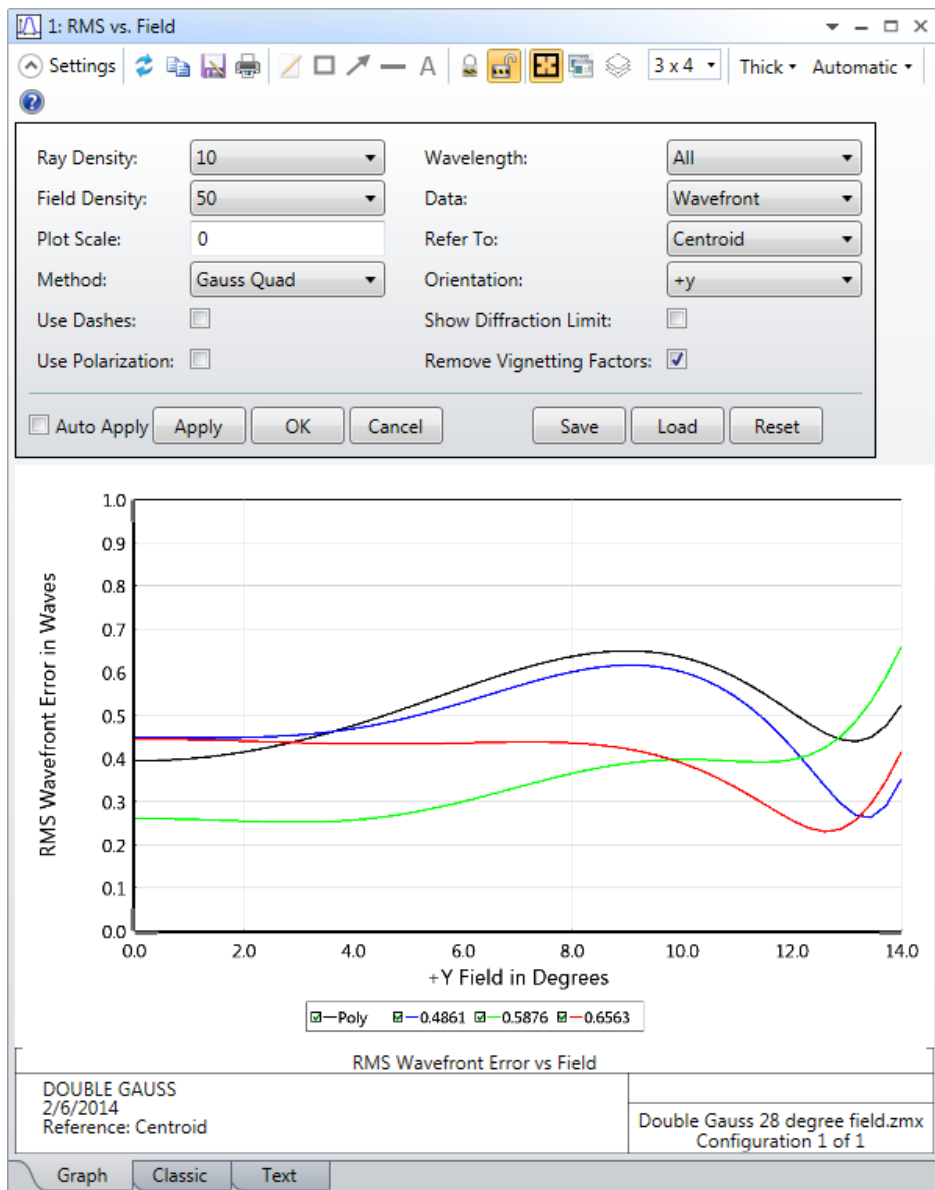 1: RMS vs. Field
Settings A 3 x 4 Thick Automatic
?
Ray Density: 10 Wavelength: All
Field Density: 50 Data: Wavefront
Plot Scale: 0 Refer To: Centroid
Method: Gauss Quad Orientation: +y
Use Dashes: Show Diffraction Limit:
Use Polarization: Remove Vignetting Factors:
Auto Apply Apply OK Cancel Save Load Reset
1.0
0.9
0.8
0.7
0.6
0.5
0.4
0.3
0.2
0.1
0.0
RMS Wavefront Error in Waves
0.0 2.0 4.0 6.0 8.0 10.0 12.0 14.0
+Y Field in Degrees
Poly 0.4861 0.5876 0.6563
RMS Wavefront Error vs Field
DOUBLE GAUSS
2/6/2014
Reference: Centroid
Double Gauss 28 degree field.zmx
Configuration 1 of 1
Graph Classic Text